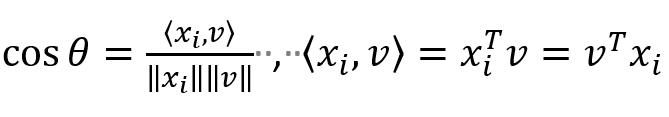 cos θ = ⟨x_i, v⟩ / ‖x_i‖‖v‖ , ⟨x_i, v⟩ = x_i^T v = v^T x_i